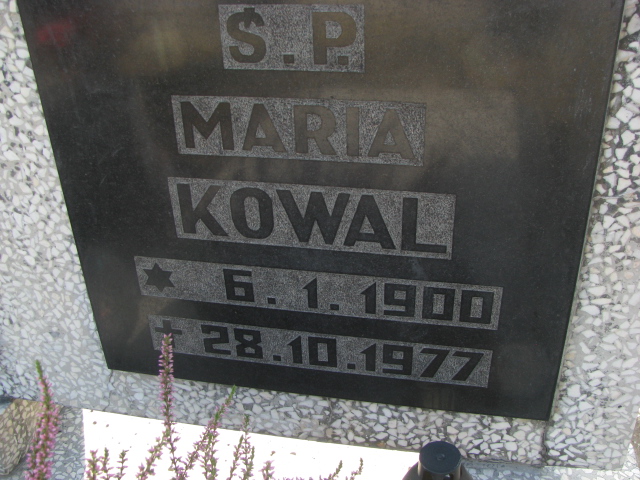 Ś.P.
MARIA
KOWAL
* 6.1.1900
✝ 28.10.1977